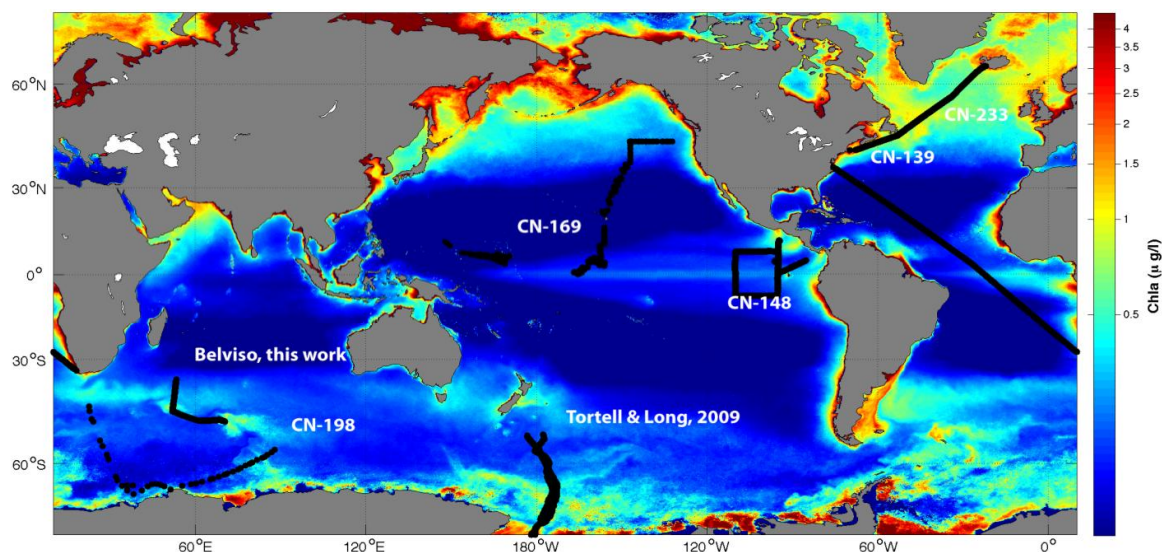 60°N
30°N
0°
30°S
60°S
CN-233
CN-139
CN-169
CN-148
Belviso, this work
CN-198
Tortell & Long, 2009
60°E
120°E
180°W
120°W
60°W
0°
4
3.5
3
2.5
2
1.5
1
0.5
Chla (μ g/l)